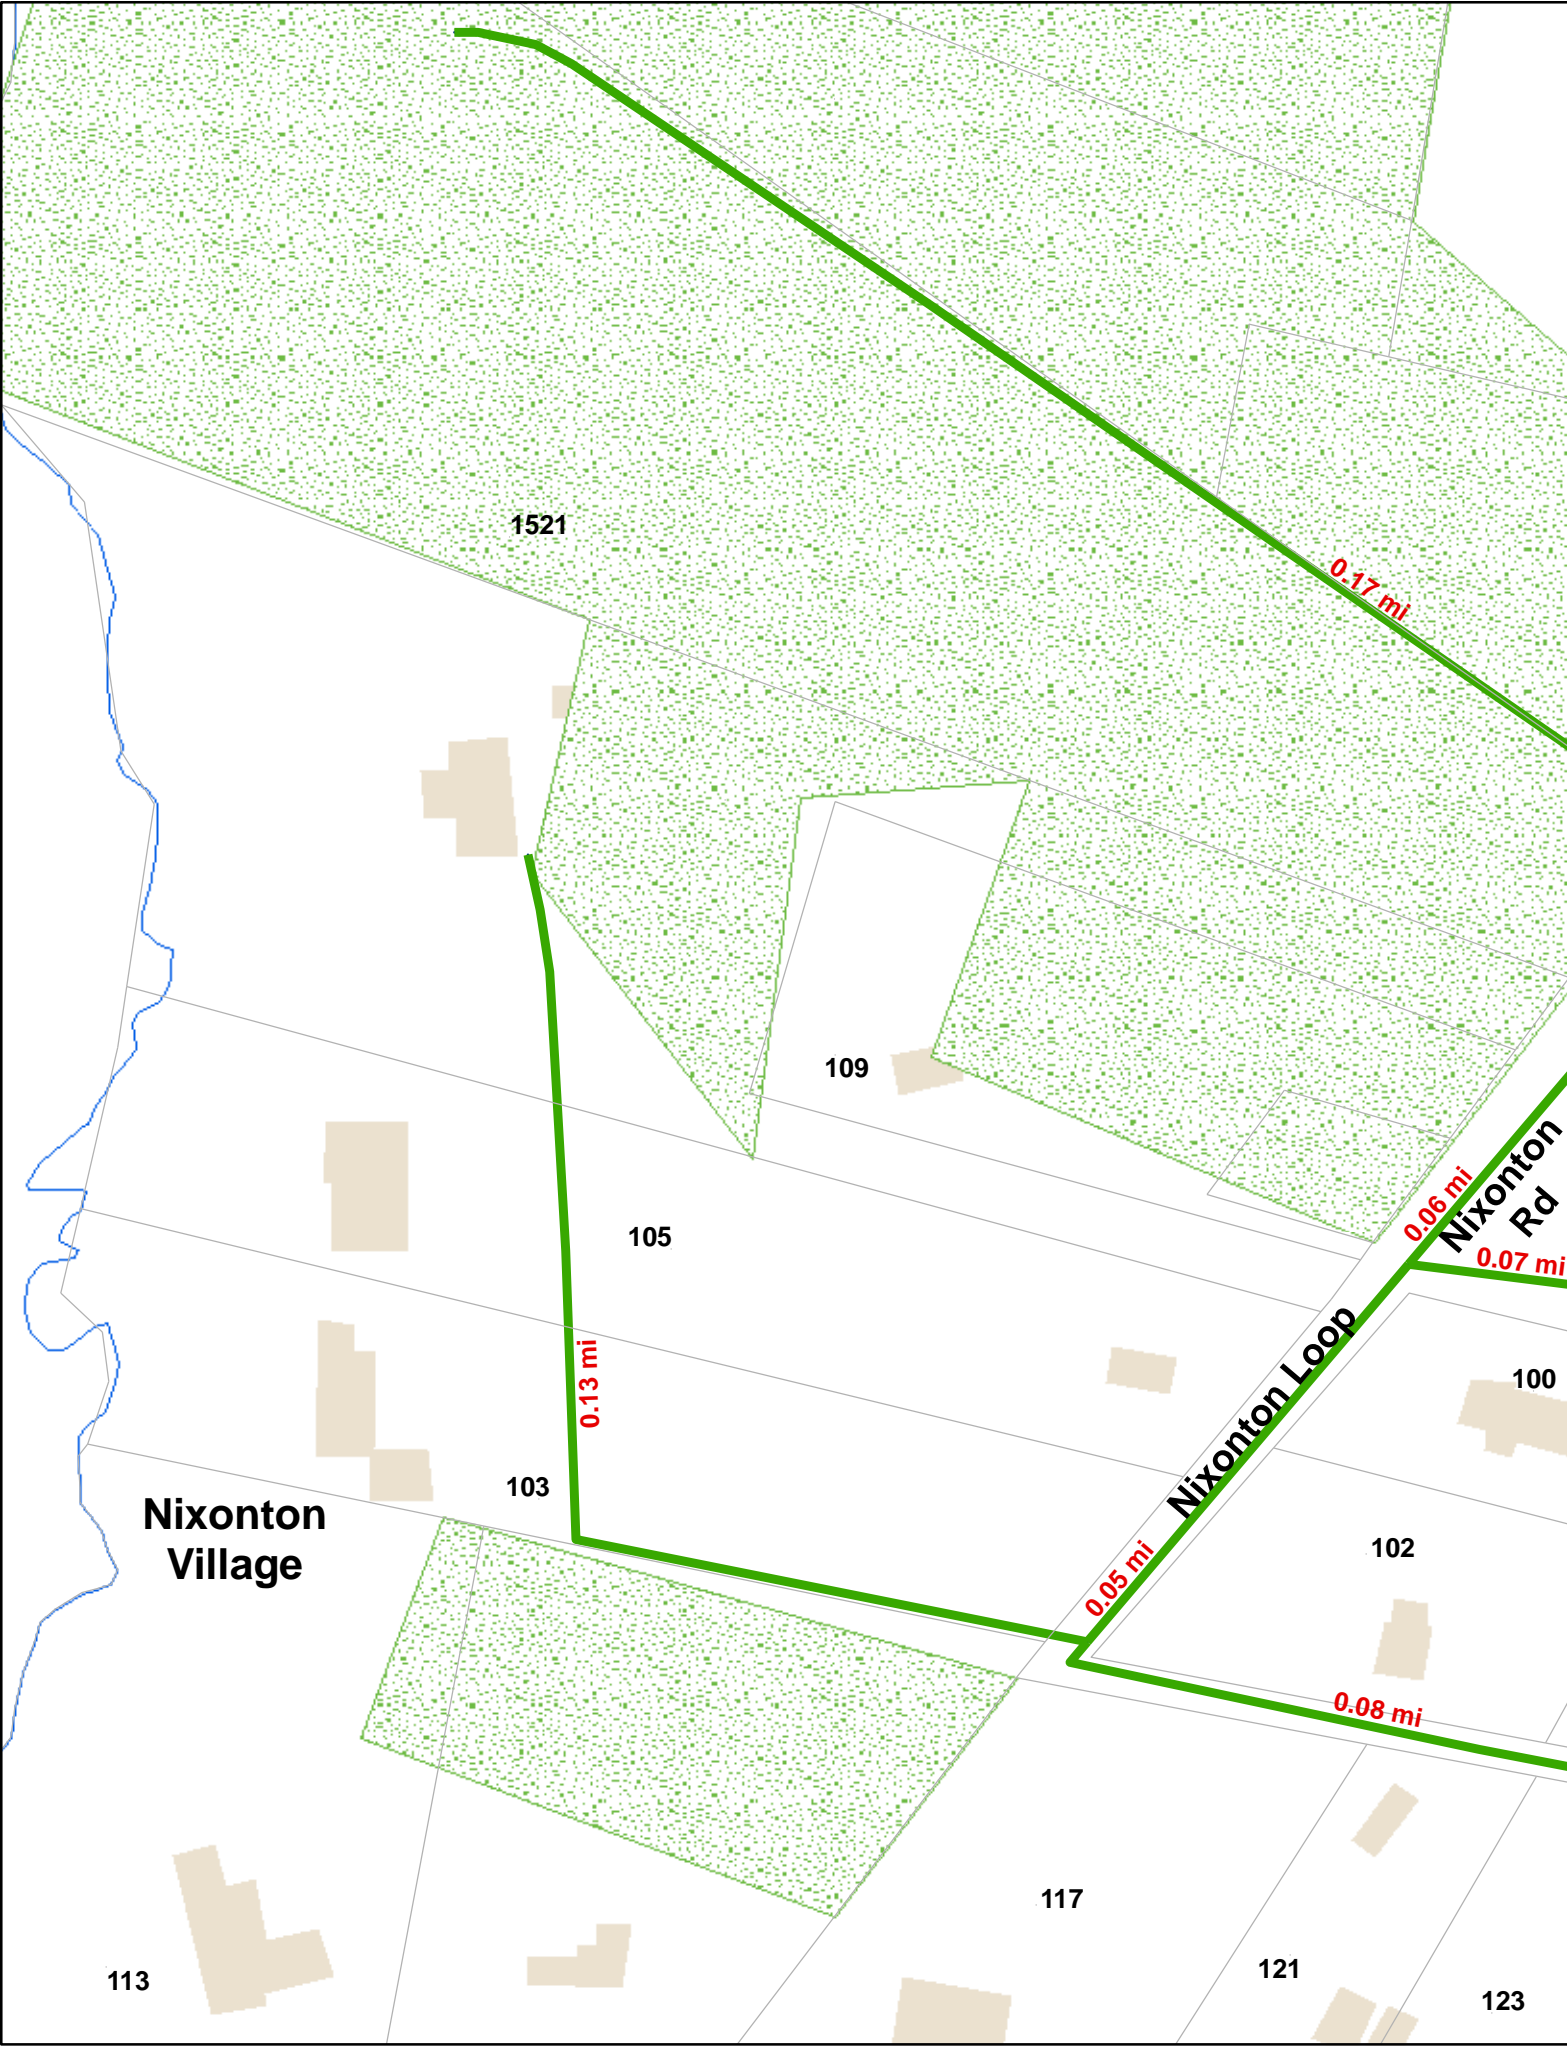 1521
0.17 mi
109
0.06 mi
Nixonton
Rd
0.07 mi
105
Nixonton Loop
100
0.13 mi
103
Nixonton
Village
102
0.05 mi
0.08 mi
117
121
113
123